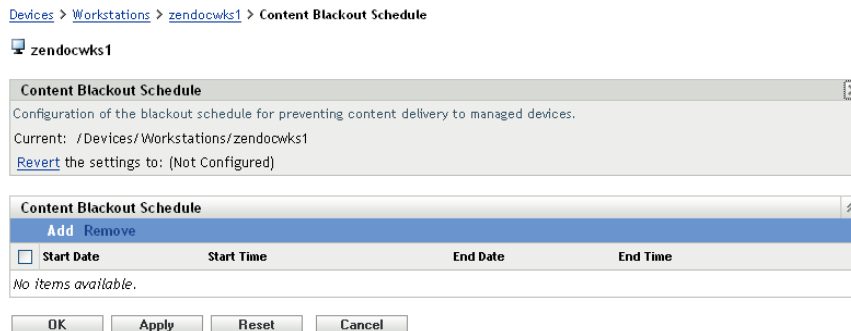 Devices > Workstations > zendocwks1 > Content Blackout Schedule
zendocwks1
Content Blackout Schedule
Configuration of the blackout schedule for preventing content delivery to managed devices.
Current: /Devices/Workstations/zendocwks1
Revert the settings to: (Not Configured)
Content Blackout Schedule
Add Remove
Start Date Start Time End Date End Time
No items available.
OK Apply Reset Cancel